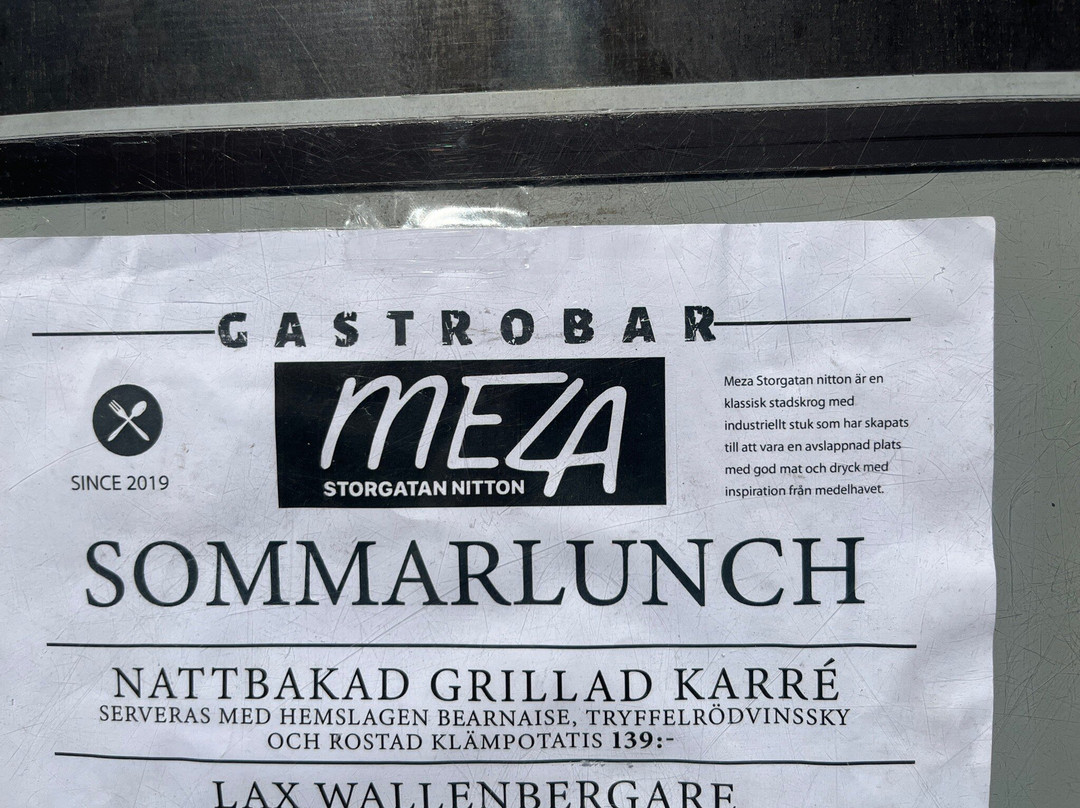 GASTROBAR
MEZA
STORGATAN NITTON
SINCE 2019
Meza Storgatan nitton är en
klassisk stadskrog med
industriellt stuk som har skapats
till att vara en avslappnad plats
med god mat och dryck med
inspiration från medelhavet.
SOMMARLUNCH
NATTBAKAD GRILLAD KARRÉ
SERVERAS MED HEMSLAGEN BEARNAISE, TRYFFELRÖDVINSSKY
OCH ROSTAD KLÄMPOTATIS 139:-
LAX WALLENBERGARE